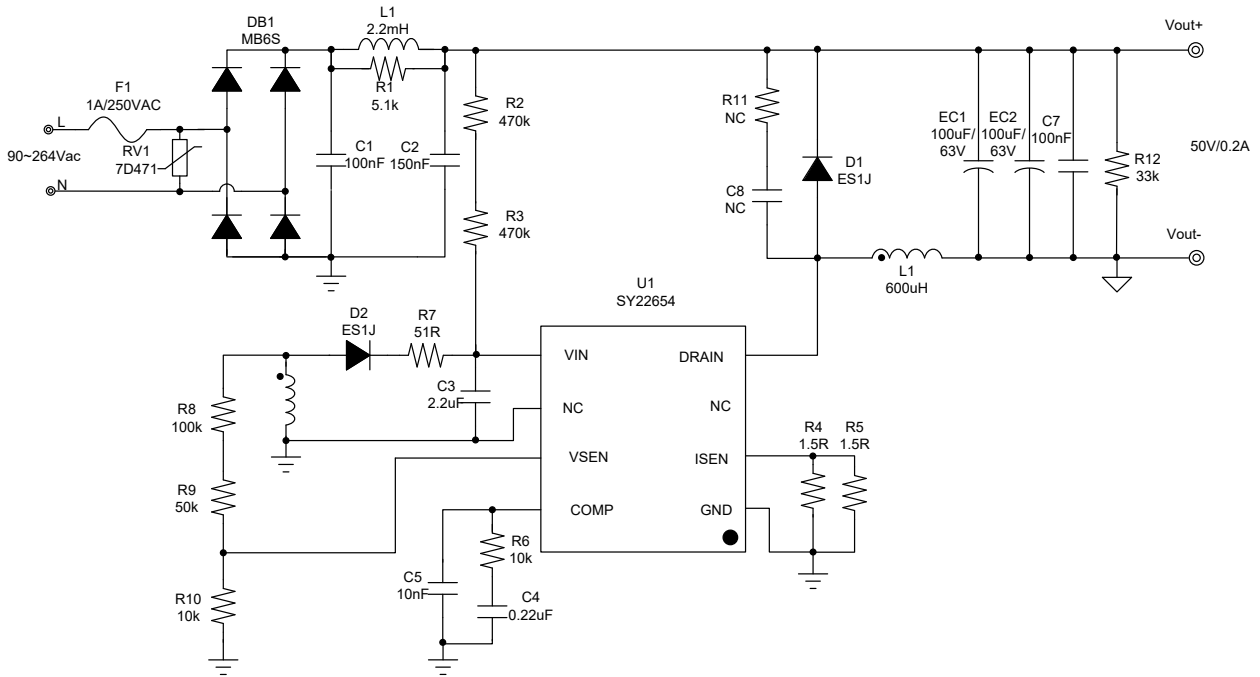 DB1
MB6S
L1
2.2mH
R1
5.1k
F1
1A/250VAC
L
90~264Vac
RV1
7D471
N
C1
100nF
C2
150nF
R2
470k
R3
470k
R11
NC
C8
NC
D1
ES1J
EC1
100uF/
63V
EC2
100uF/
63V
C7
100nF
R12
33k
Vout+
50V/0.2A
Vout-
L1
600uH
U1
SY22654
VIN
NC
VSEN
COMP
DRAIN
NC
ISEN
GND
D2
ES1J
R7
51R
C3
2.2uF
R8
100k
R9
50k
R10
10k
R4
1.5R
R5
1.5R
R6
10k
C5
10nF
C4
0.22uF